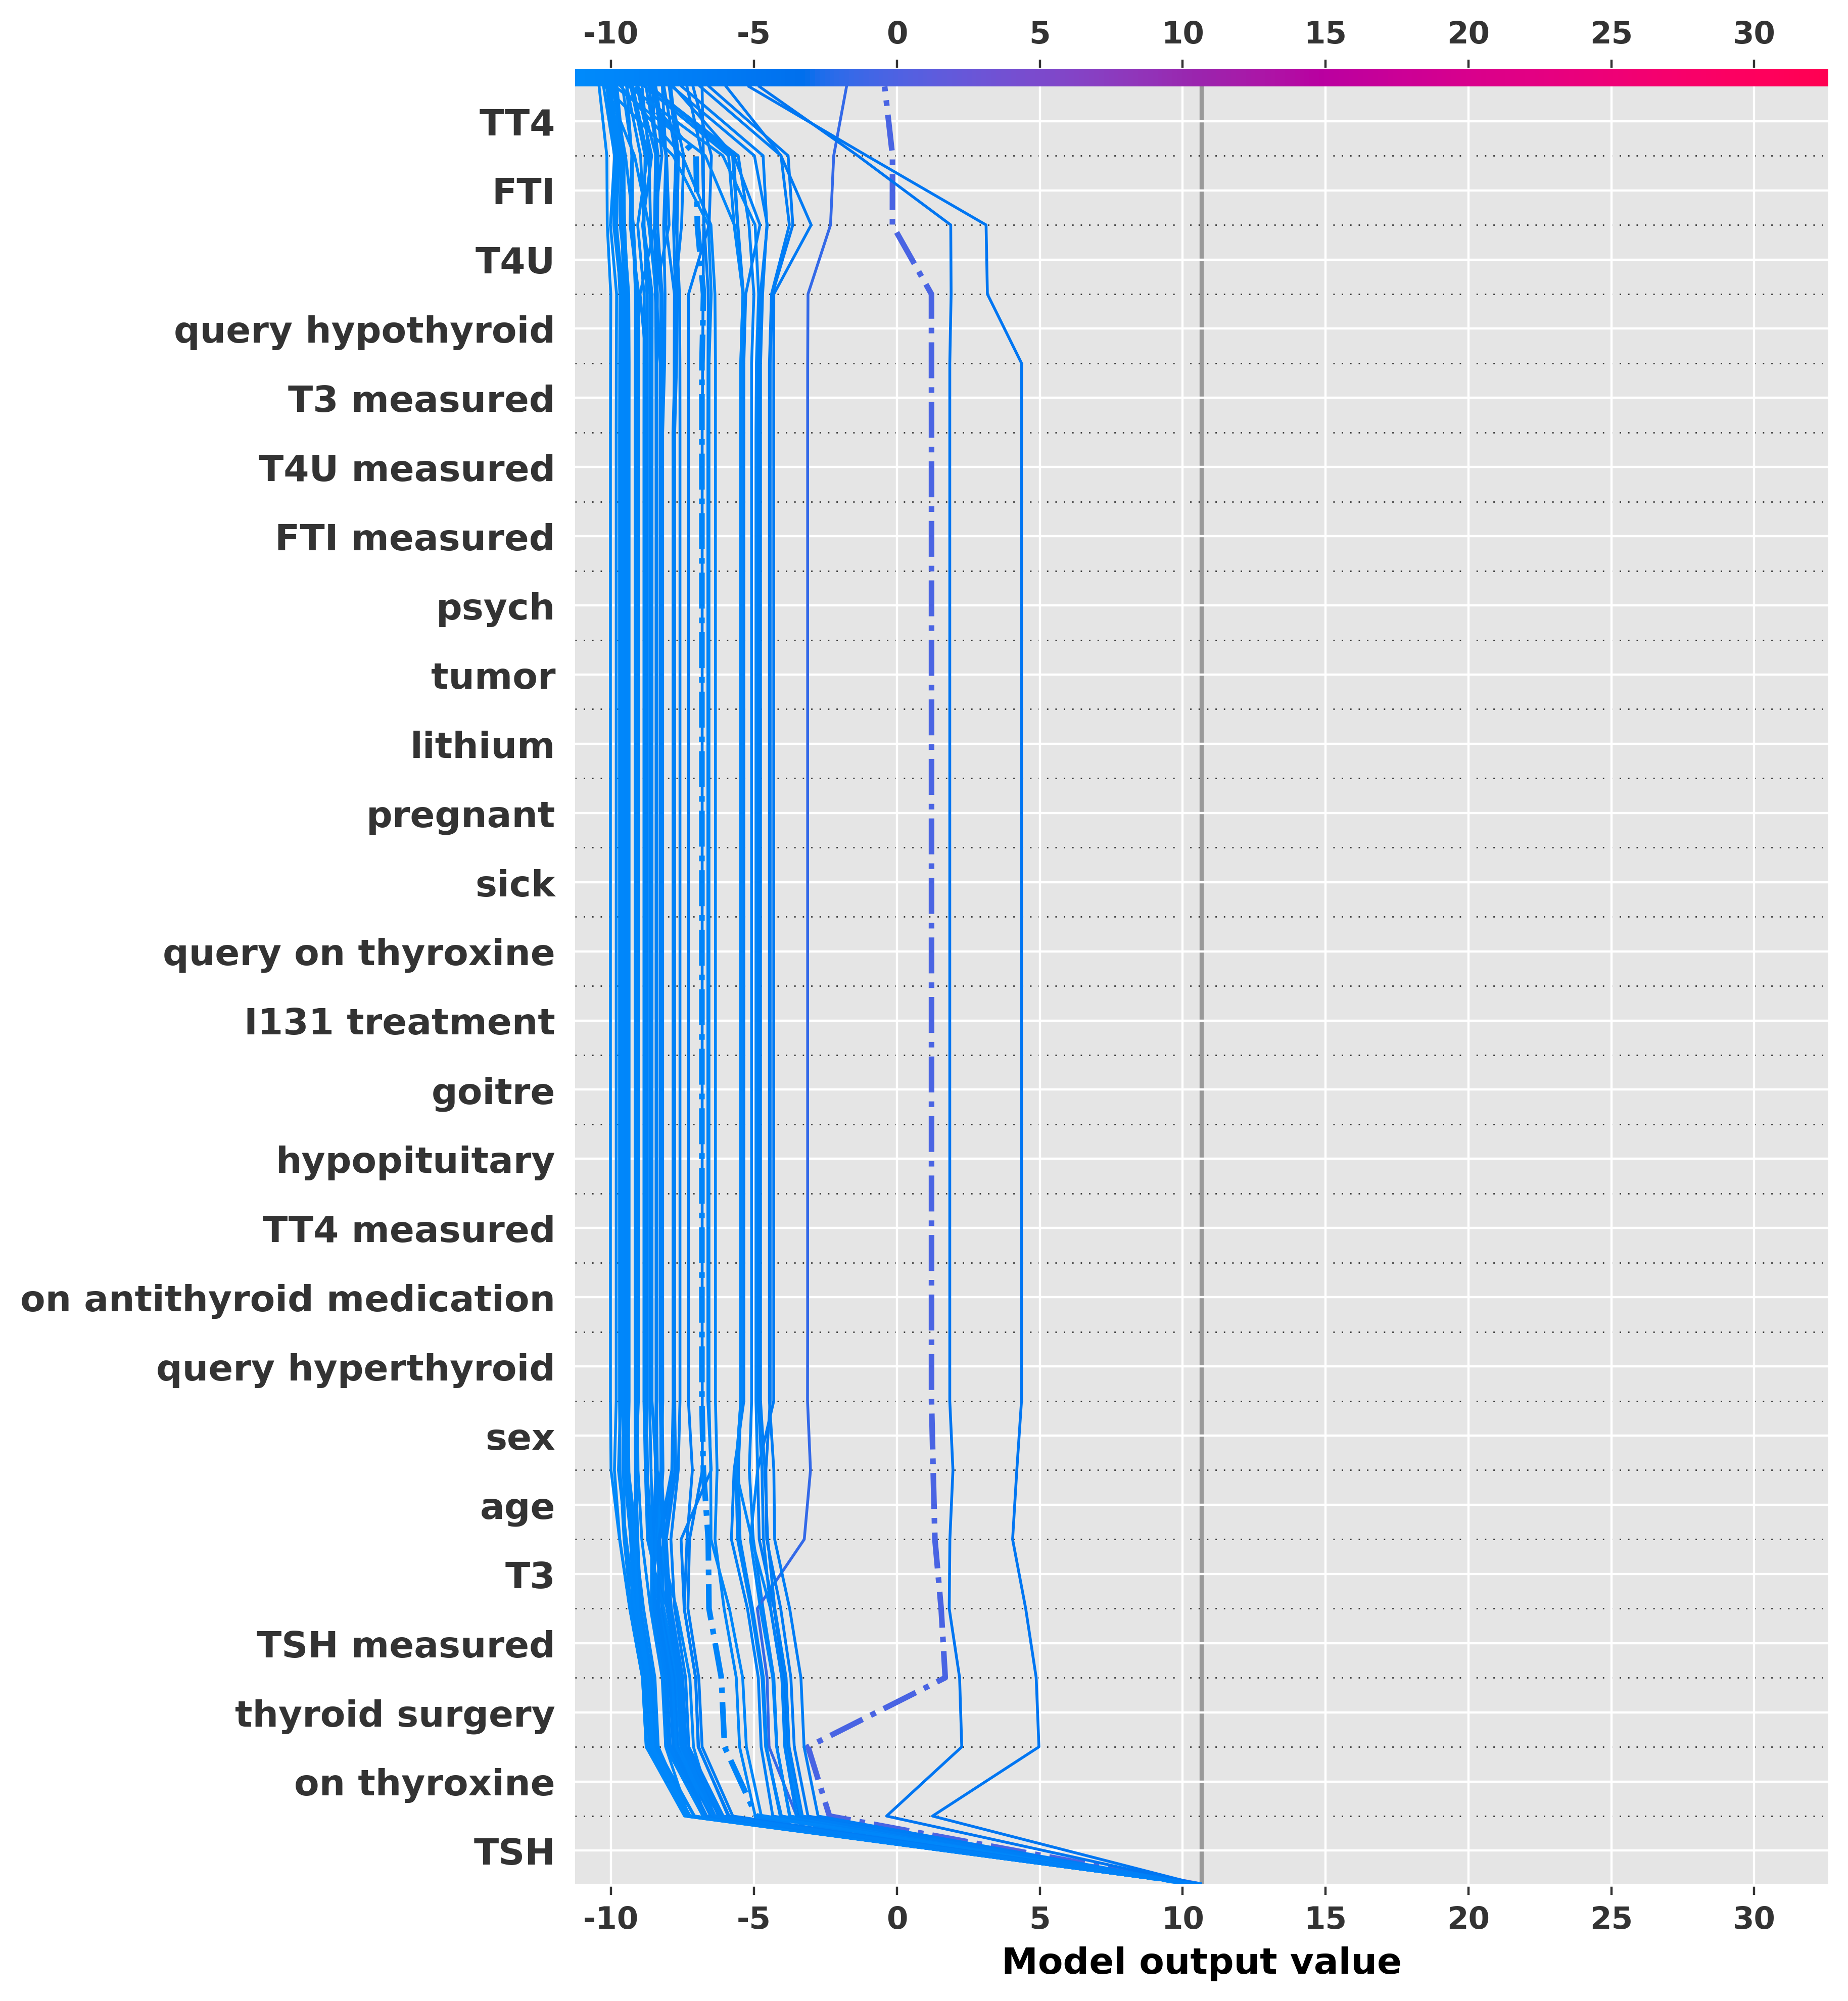 -10 -5 0 5 10 15 20 25 30
TT4
FTI
T4U
query hypothyroid
T3 measured
T4U measured
FTI measured
psych
tumor
lithium
pregnant
sick
query on thyroxine
I131 treatment
goitre
hypopituitary
TT4 measured
on antithyroid medication
query hyperthyroid
sex
age
T3
TSH measured
thyroid surgery
on thyroxine
TSH
-10 -5 0 5 10 15 20 25 30
Model output value